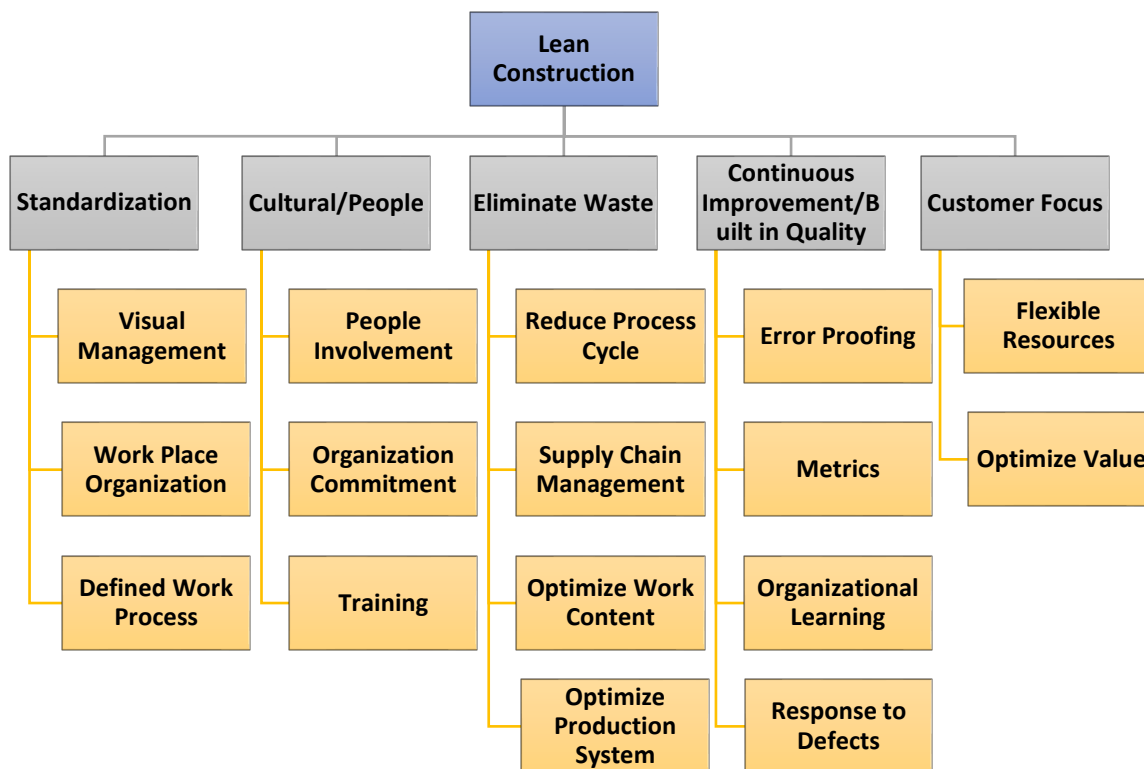 Lean
Construction
Standardization
Cultural/People
Eliminate Waste
Continuous
Improvement/B
uilt in Quality
Customer Focus
Visual
Management
Work Place
Organization
Defined Work
Process
People
Involvement
Organization
Commitment
Training
Reduce Process
Cycle
Supply Chain
Management
Optimize Work
Content
Optimize
Production
System
Error Proofing
Metrics
Organizational
Learning
Response to
Defects
Flexible
Resources
Optimize Value